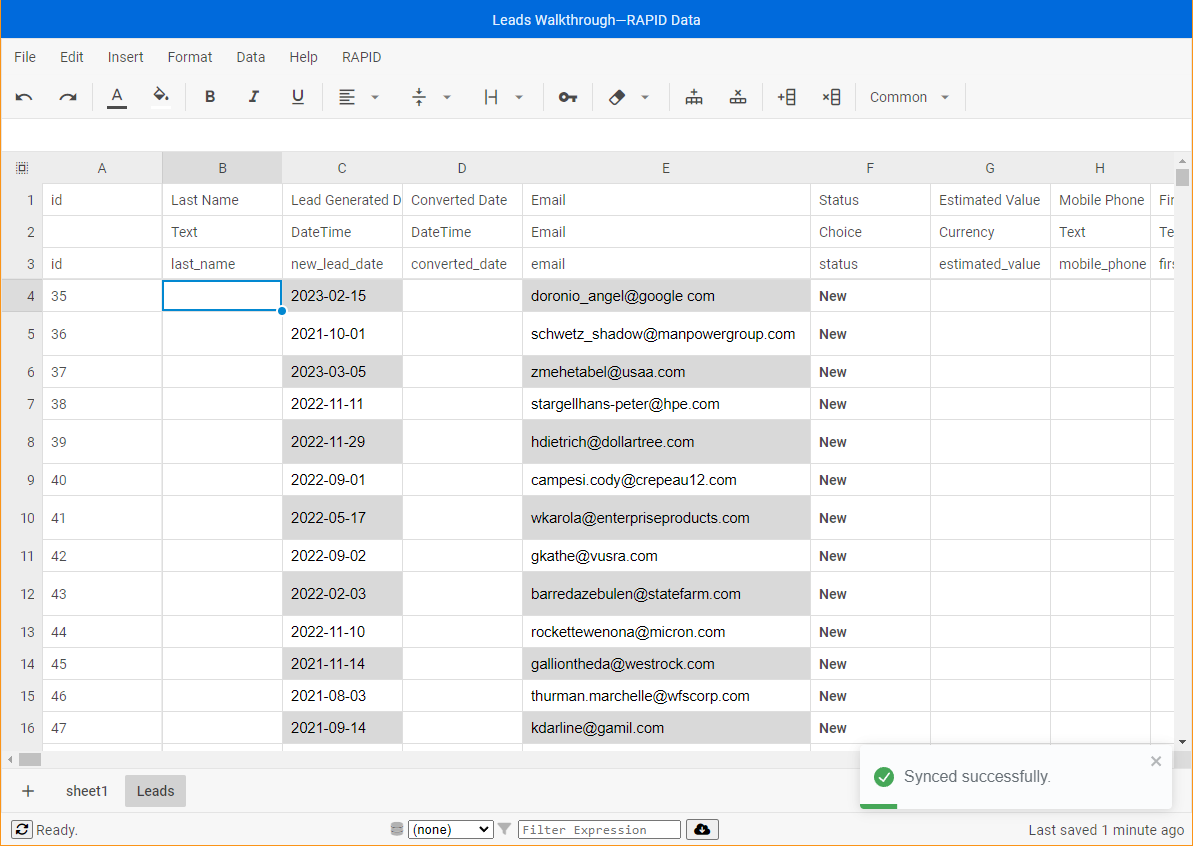 Leads Walkthrough—RAPID Data
File Edit Insert Format Data Help RAPID
A B I U Common
A B C D E F G H
1 id Last Name Lead Generated D Converted Date Email Status Estimated Value Mobile Phone Fir
2 Text DateTime DateTime Email Choice Currency Text Te
3 id last_name new_lead_date converted_date email status estimated_value mobile_phone firs
4 35 2023-02-15 doronio_angel@google com New
5 36 2021-10-01 schwetz_shadow@manpowergroup.com New
6 37 2023-03-05 zmehetabel@usaa.com New
7 38 2022-11-11 stargellhans-peter@hpe.com New
8 39 2022-11-29 hdietrich@dollartree.com New
9 40 2022-09-01 campesi.cody@crepeau12.com New
10 41 2022-05-17 wkarola@enterpriseproducts.com New
11 42 2022-09-02 gkathe@vusra.com New
12 43 2022-02-03 barredazebulen@statefarm.com New
13 44 2022-11-10 rockettewenona@micron.com New
14 45 2021-11-14 galliontheda@westrock.com New
15 46 2021-08-03 thurman.marchelle@wfscorp.com New
16 47 2021-09-14 kdarline@gamil.com New
Synced successfully.
+ sheet1 Leads
Ready. (none) Filter Expression Last saved 1 minute ago